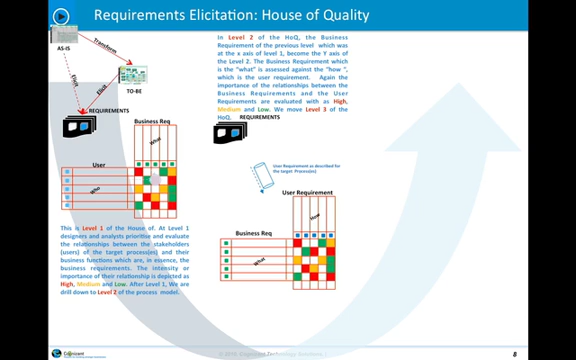 Requirements Elicitation: House of Quality
AS-IS
Transform
TO-BE
Elicit
Elicit
REQUIREMENTS
Business Req
What
User
Who
This is Level 1 of the House of. At Level 1
designers and analysts prioritise and evaluate
the relationships between the stakeholders
(users) of the target process(es) and their
business functions which are, in essence, the
business requirements. The intensity or
importance of their relationship is depicted as
High, Medium and Low. After Level 1, We are
drill down to Level 2 of the process model.
In Level 2 of the HoQ, the Business
Requirement of the previous level which was
at the x axis of Level 1, become the Y axis of
the Level 2. The Business Requirement which
is the "what" is assessed against the "how",
which is the user requirement. Again the
importance of the relationships between the
Business Requirements and the User
Requirements are evaluated with as High,
Medium and Low. We move Level 3 of the
HoQ.
REQUIREMENTS
User Requirement as described for
the target Process(es)
User Requirement
How
Business Req
What
Cognizant
© 2016 Cognizant Technology Solutions
8